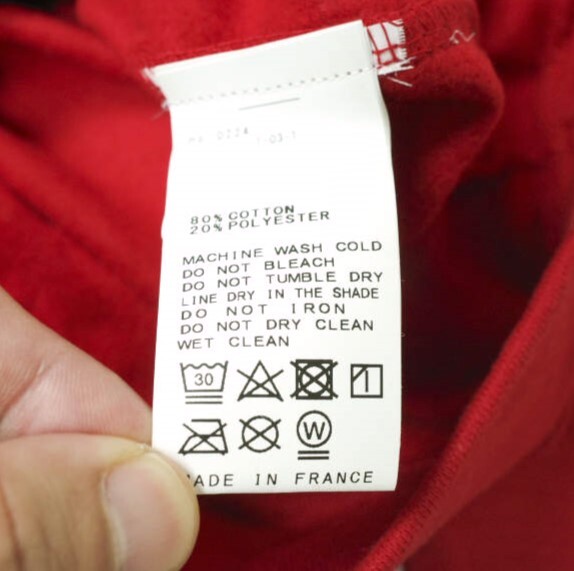 80% COTTON
20% POLYESTER
MACHINE WASH COLD
DO NOT BLEACH
DO NOT TUMBLE DRY
LINE DRY IN THE SHADE
DO NOT IRON
DO NOT DRY CLEAN
WET CLEAN
30
W
ADE IN FRANCE